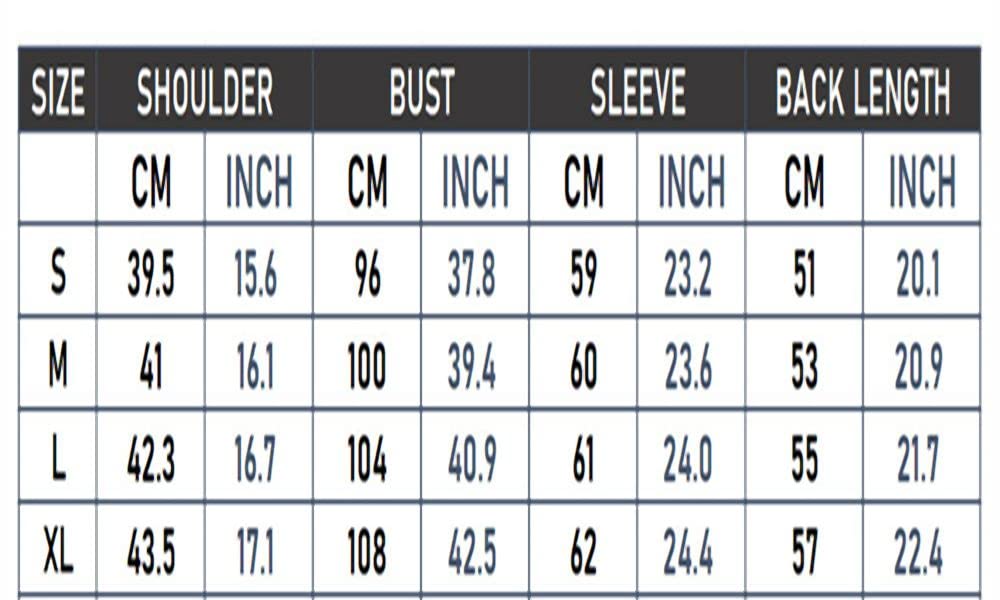 SIZE SHOULDER BUST SLEEVE BACK LENGTH
CM INCH CM INCH CM INCH CM INCH
S 39.5 15.6 96 37.8 59 23.2 51 20.1
M 41 16.1 100 39.4 60 23.6 53 20.9
L 42.3 16.7 104 40.9 61 24.0 55 21.7
XL 43.5 17.1 108 42.5 62 24.4 57 22.4